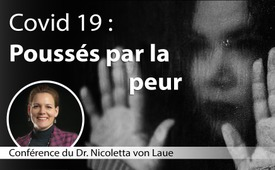 Covid 19 :
Poussés par la
peur
Conférence du Dr. Nicoletta von Laue